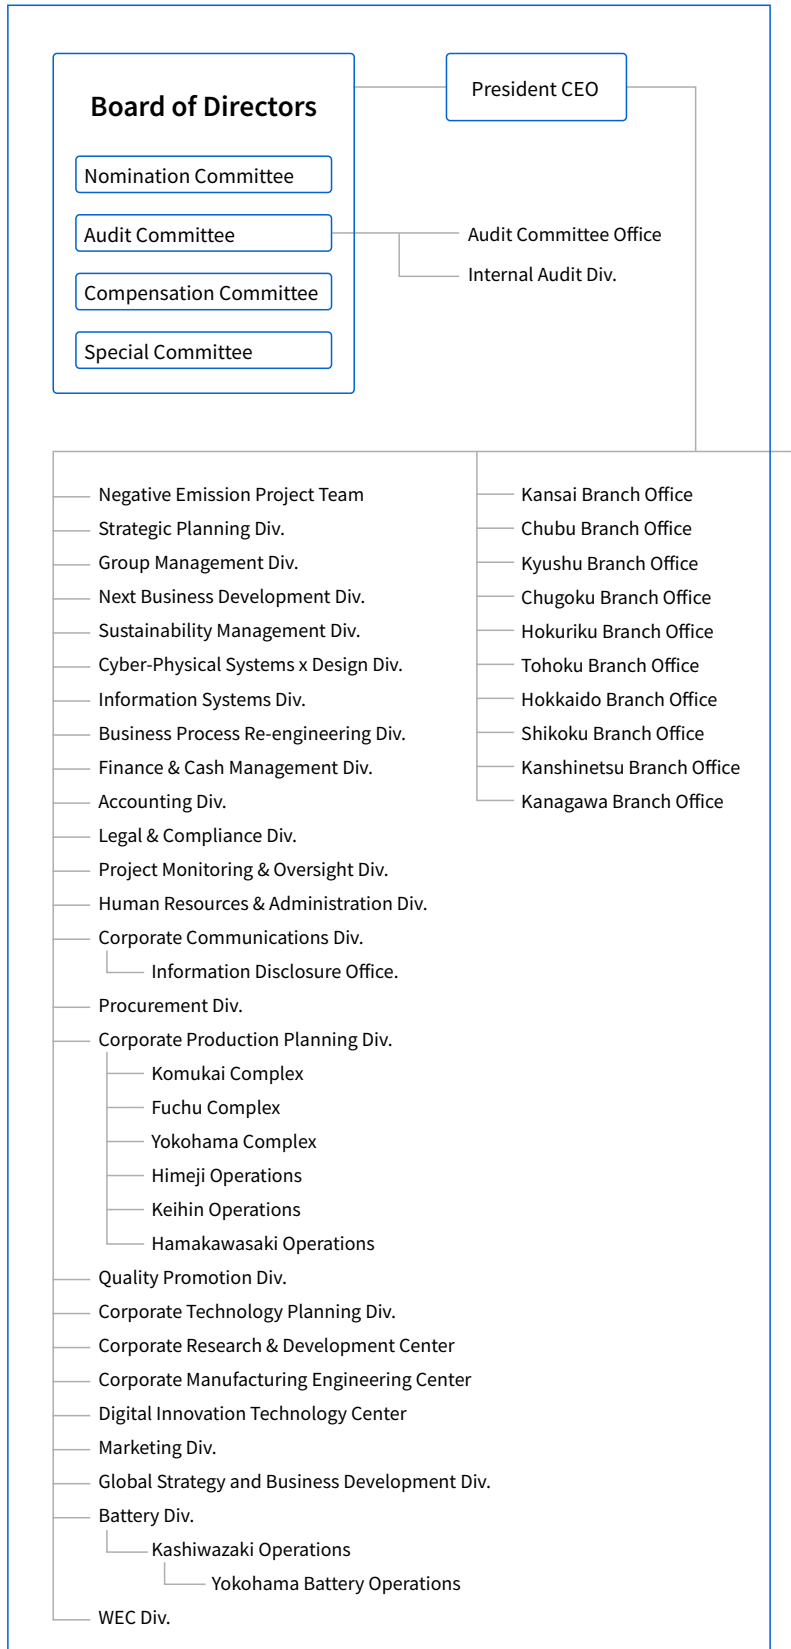 Board of Directors
President CEO
Nomination Committee
Audit Committee
Audit Committee Office
Internal Audit Div.
Compensation Committee
Special Committee
Negative Emission Project Team
Strategic Planning Div.
Group Management Div.
Next Business Development Div.
Sustainability Management Div.
Cyber-Physical Systems x Design Div.
Information Systems Div.
Business Process Re-engineering Div.
Finance & Cash Management Div.
Accounting Div.
Legal & Compliance Div.
Project Monitoring & Oversight Div.
Human Resources & Administration Div.
Corporate Communications Div.
Information Disclosure Office.
Procurement Div.
Corporate Production Planning Div.
Komukai Complex
Fuchu Complex
Yokohama Complex
Himeji Operations
Keihin Operations
Hamakawasaki Operations
Quality Promotion Div.
Corporate Technology Planning Div.
Corporate Research & Development Center
Corporate Manufacturing Engineering Center
Digital Innovation Technology Center
Marketing Div.
Global Strategy and Business Development Div.
Battery Div.
Kashiwazaki Operations
Yokohama Battery Operations
WEC Div.
Kansai Branch Office
Chubu Branch Office
Kyushu Branch Office
Chugoku Branch Office
Hokuriku Branch Office
Tohoku Branch Office
Hokkaido Branch Office
Shikoku Branch Office
Kanshinetsu Branch Office
Kanagawa Branch Office